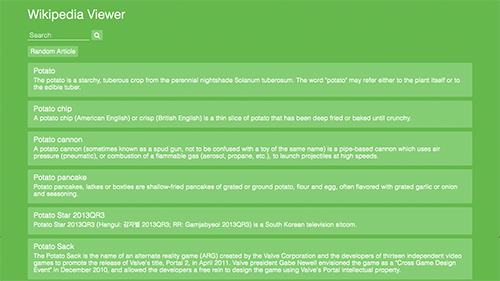 Wikipedia Viewer
Search
Random Article
Potato
The potato is a starchy, tuberous crop from the perennial nightshade Solanum tuberosum. The word "potato" may refer either to the plant itself or to
the edible tuber.
Potato chip
A potato chip (American English) or crisp (British English) is a thin slice of potato that has been deep fried or baked until crunchy.
Potato cannon
A potato cannon (sometimes known as a spud gun, not to be confused with a toy of the same name) is a pipe-based cannon which uses air
pressure (pneumatic), or combustion of a flammable gas (aerosol, propane, etc.), to launch projectiles at high speeds.
Potato pancake
Potato pancakes, latkes or boxties are shallow-fried pancakes of grated or ground potato, flour and egg, often flavored with grated garlic or onion
and seasoning.
Potato Star 2013QR3
Potato Star 2013QR3 (Hangul: 감자별 2013QR3; RR: Gamjabyeol 2013QR3) is a South Korean television sitcom.
Potato Sack
The Potato Sack is the name of an alternate reality game (ARG) created by the Valve Corporation and the developers of thirteen independent video
games to promote the release of Valve's title, Portal 2, in April 2011. Valve president Gabe Newell envisioned the game as a "Cross Game Design
Event" in December 2010, and allowed the developers a free rein to design the game using Valve's Portal intellectual property.